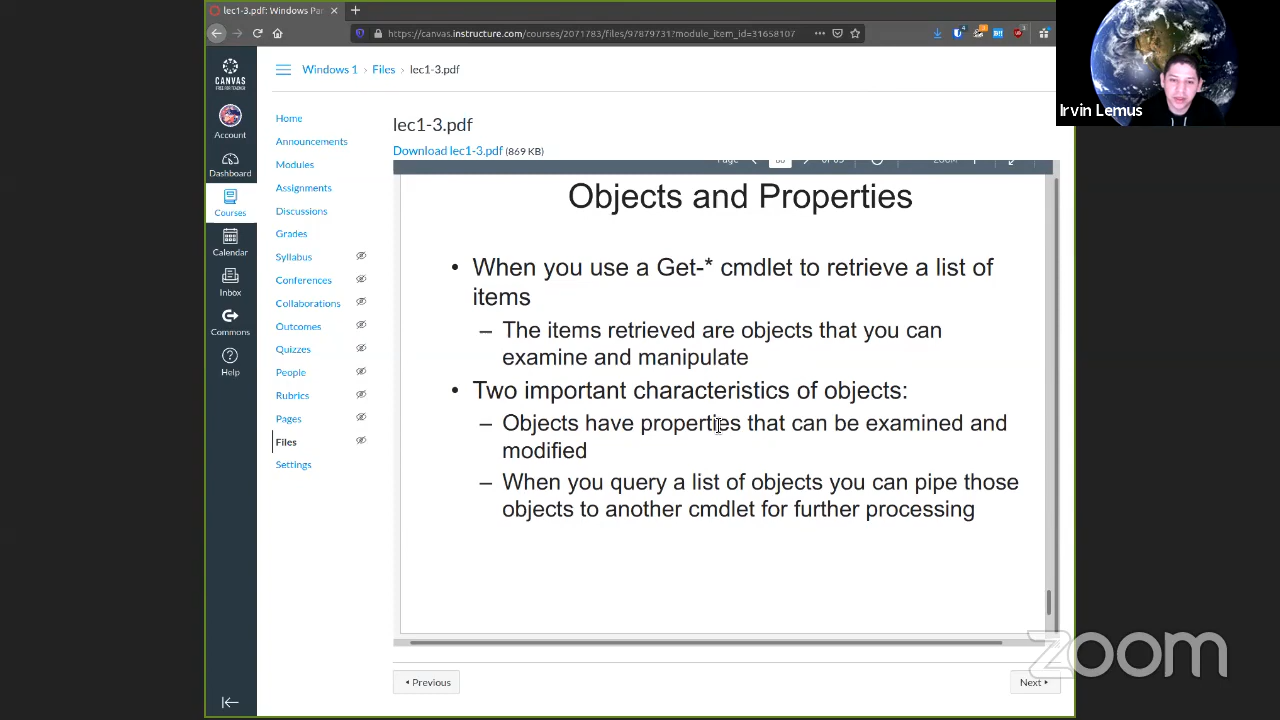 lec1-3.pdf: Windows Par
https://canvas.instructure.com/courses/2071783/files/97879731?module_item_id=31658107
Irvin Lemus
CANVAS
FREE FOR TEACHER
Account
Dashboard
Courses
Calendar
Inbox
Commons
Help
Windows 1 › Files › lec1-3.pdf
Home
Announcements
Modules
Assignments
Discussions
Grades
Syllabus
Conferences
Collaborations
Outcomes
Quizzes
People
Rubrics
Pages
Files
Settings
lec1-3.pdf
Download lec1-3.pdf (869 KB)
Objects and Properties
• When you use a Get-* cmdlet to retrieve a list of
items
– The items retrieved are objects that you can
examine and manipulate
• Two important characteristics of objects:
– Objects have properties that can be examined and
modified
– When you query a list of objects you can pipe those
objects to another cmdlet for further processing
Previous
Next
zoom